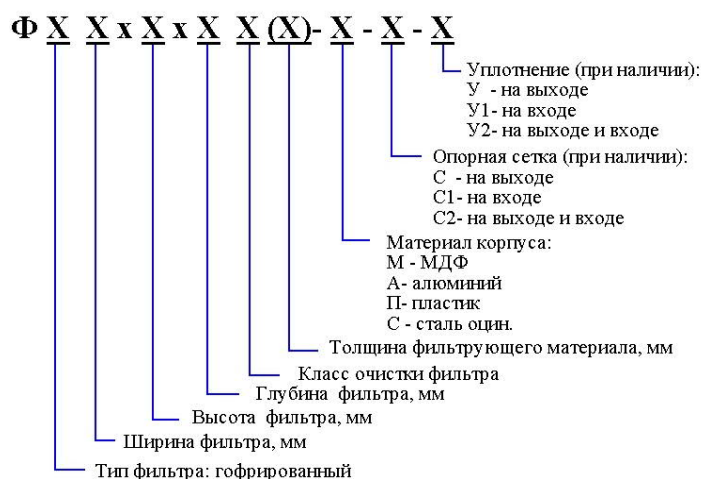 Ф Х Х х Х х Х Х (Х)- Х - Х - Х
Уплотнение (при наличии):
У - на выходе
У1- на входе
У2- на выходе и входе
Опорная сетка (при наличии):
С - на выходе
С1- на входе
С2- на выходе и входе
Материал корпуса:
М - МДФ
А- алюминий
П- пластик
С - сталь оцин.
Толщина фильтрующего материала, мм
Класс очистки фильтра
Глубина фильтра, мм
Высота фильтра, мм
Ширина фильтра, мм
Тип фильтра: гофрированный